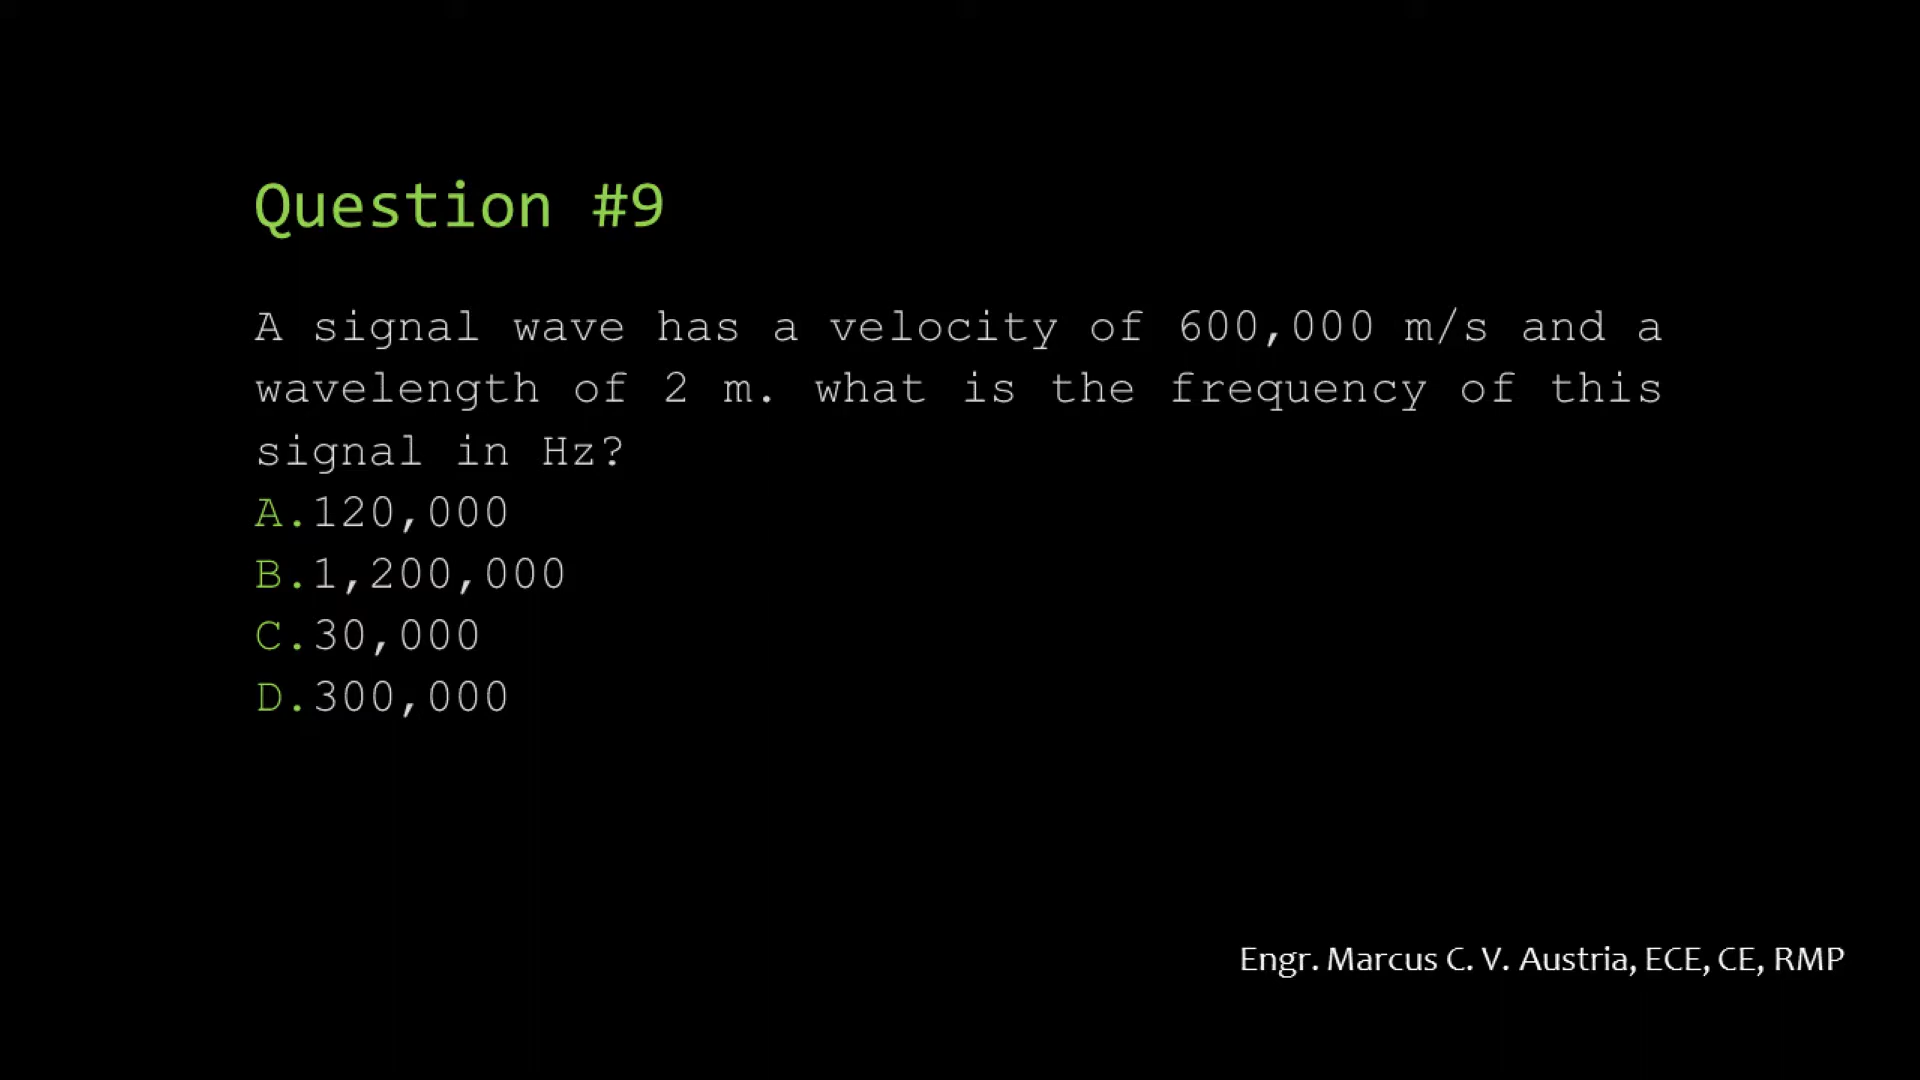 Question #9
A signal wave has a velocity of 600,000 m/s and a
wavelength of 2 m. what is the frequency of this
signal in Hz?
A.120,000
B.1,200,000
C.30,000
D.300,000
Engr. Marcus C. V. Austria, ECE, CE, RMP